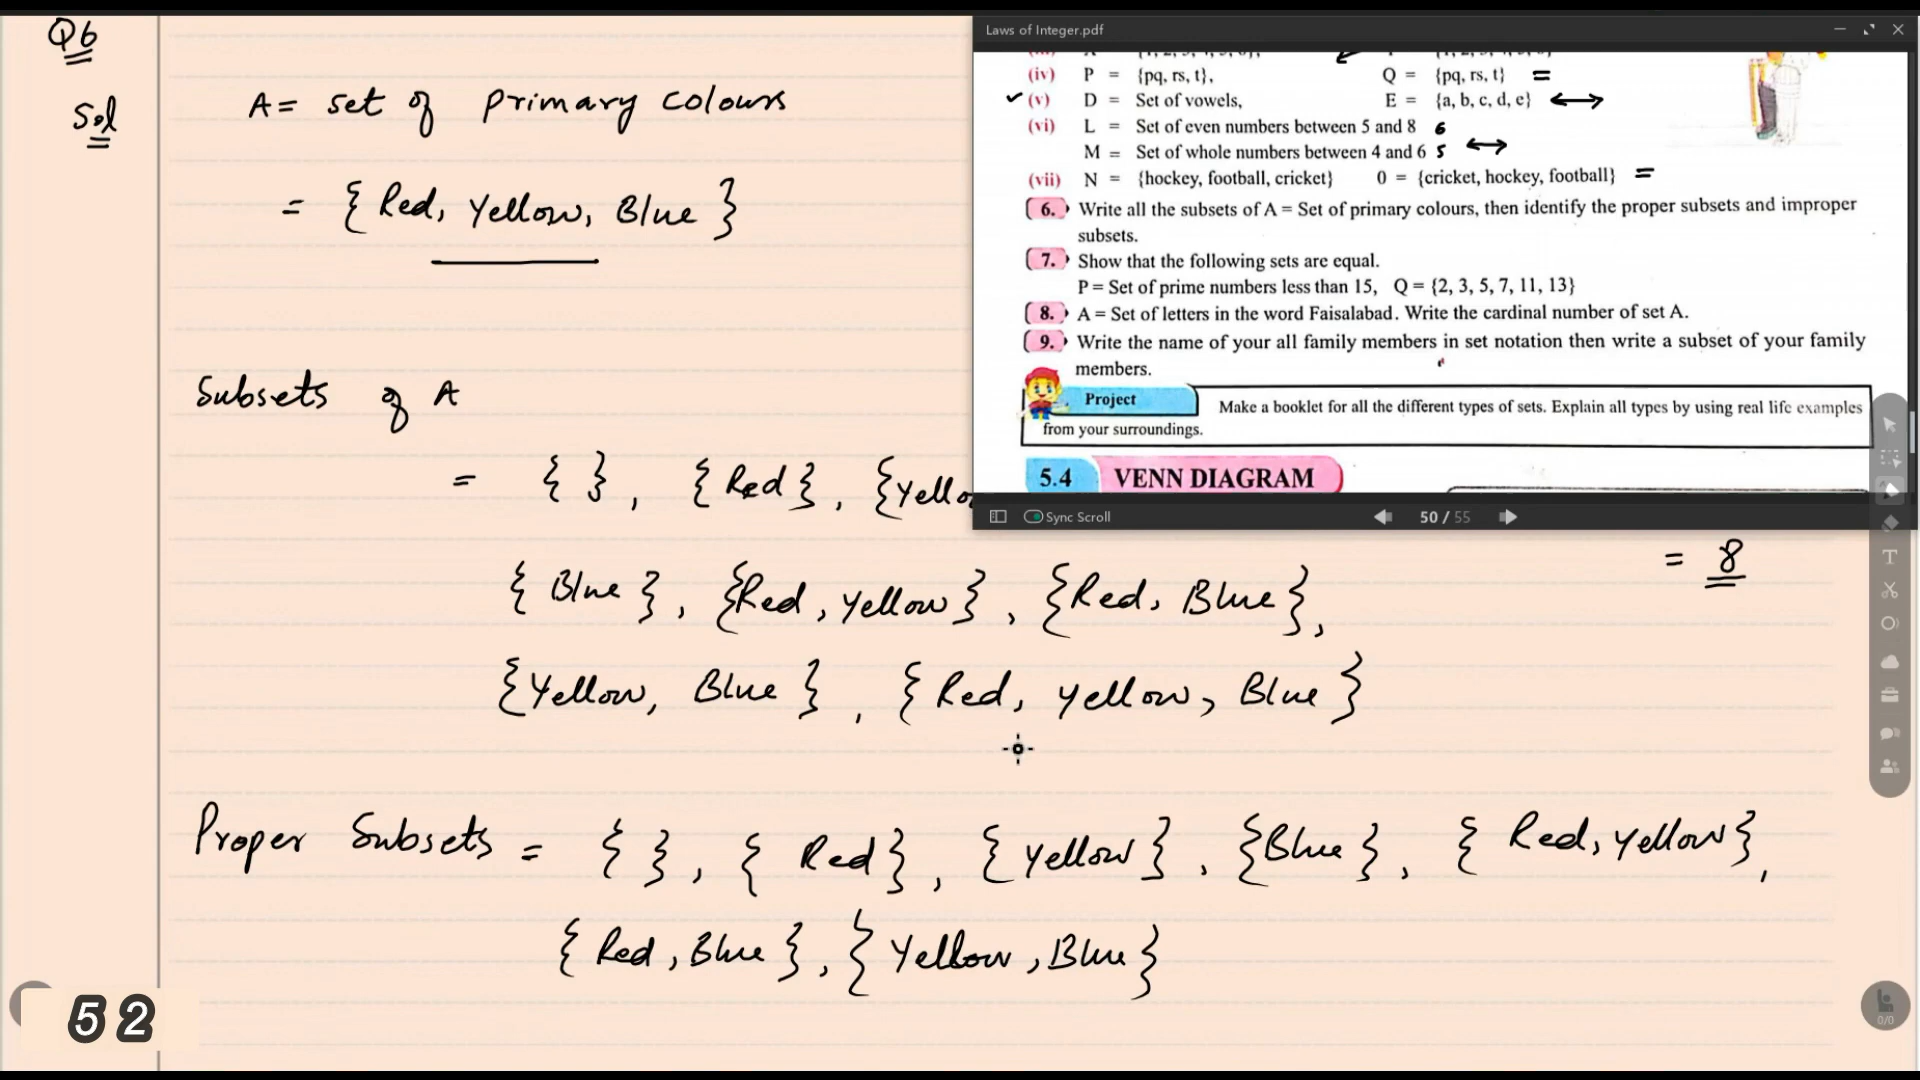 Q6
Sol
A = set of primary colours
= { Red, Yellow, Blue }
Subsets of A
= { }, { Red }, { Yello
= 8
{ Blue }, { Red, Yellow }, { Red, Blue },
{ Yellow, Blue }, { Red, Yellow, Blue }
Proper Subsets = { }, { Red }, { Yellow }, { Blue }, { Red, Yellow },
{ Red, Blue }, { Yellow, Blue }
52
Laws of Integer.pdf
(iv) P = {pq, rs, t}, Q = {pq, rs, t} =
✓ (v) D = Set of vowels, E = {a, b, c, d, e} ↔
(vi) L = Set of even numbers between 5 and 8 6
M = Set of whole numbers between 4 and 6 5 ↔
(vii) N = {hockey, football, cricket} 0 = {cricket, hockey, football} =
6. Write all the subsets of A = Set of primary colours, then identify the proper subsets and improper
subsets.
7. Show that the following sets are equal.
P = Set of prime numbers less than 15, Q = {2, 3, 5, 7, 11, 13}
8. A = Set of letters in the word Faisalabad. Write the cardinal number of set A.
9. Write the name of your all family members in set notation then write a subset of your family
members.
Project
Make a booklet for all the different types of sets. Explain all types by using real life examples
from your surroundings.
5.4 VENN DIAGRAM
Sync Scroll
50 / 55
T
0/0